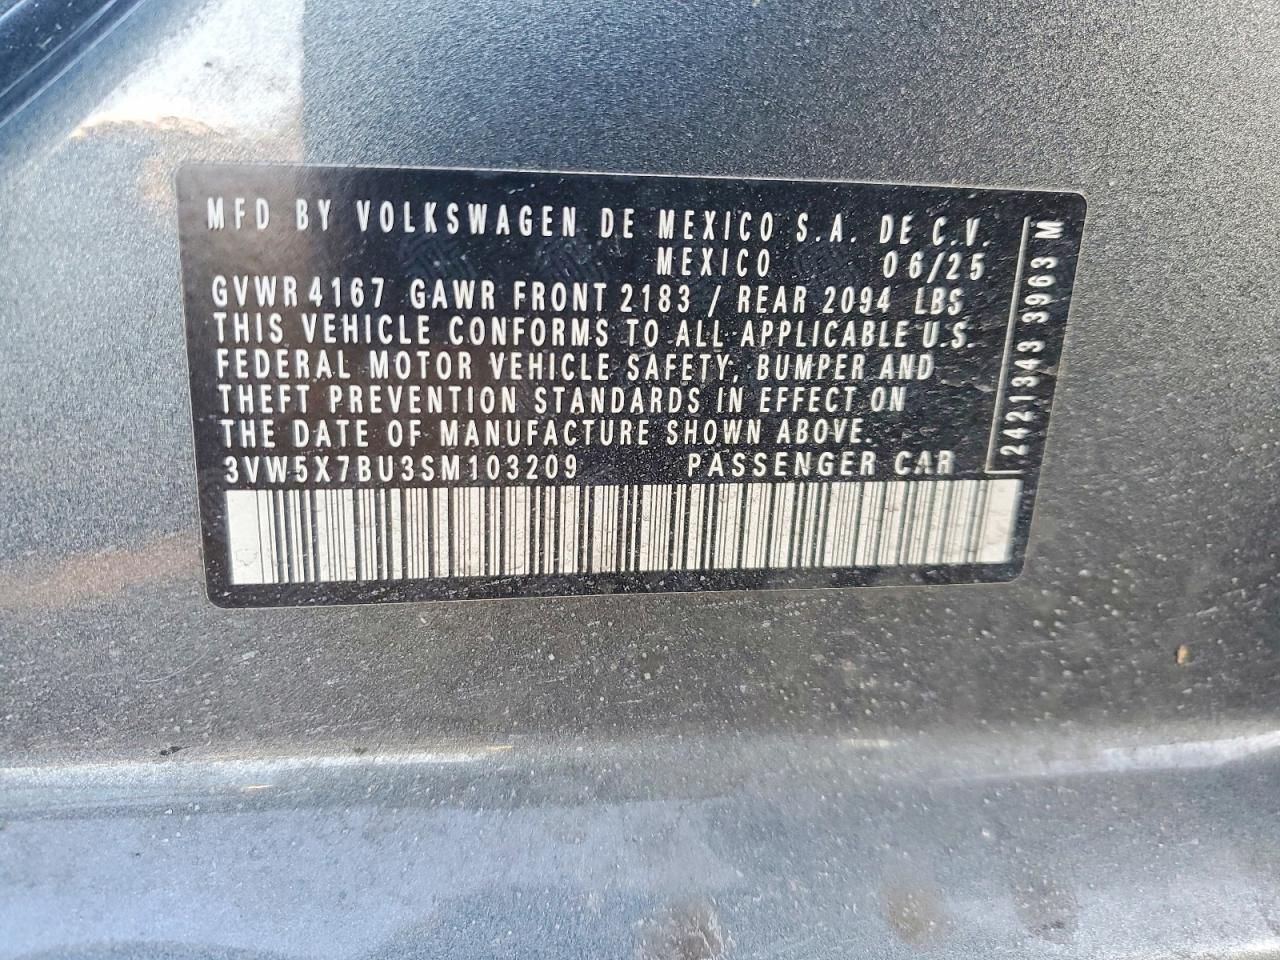 MFD BY VOLKSWAGEN DE MEXICO S.A. DE C.V.
MEXICO 06/25
GVWR 4167 GAWR FRONT 2183 / REAR 2094 LBS
THIS VEHICLE CONFORMS TO ALL APPLICABLE U.S.
FEDERAL MOTOR VEHICLE SAFETY, BUMPER AND
THEFT PREVENTION STANDARDS IN EFFECT ON
THE DATE OF MANUFACTURE SHOWN ABOVE.
3VW5X7BU3SM103209 PASSENGER CAR
2421343 3963 M